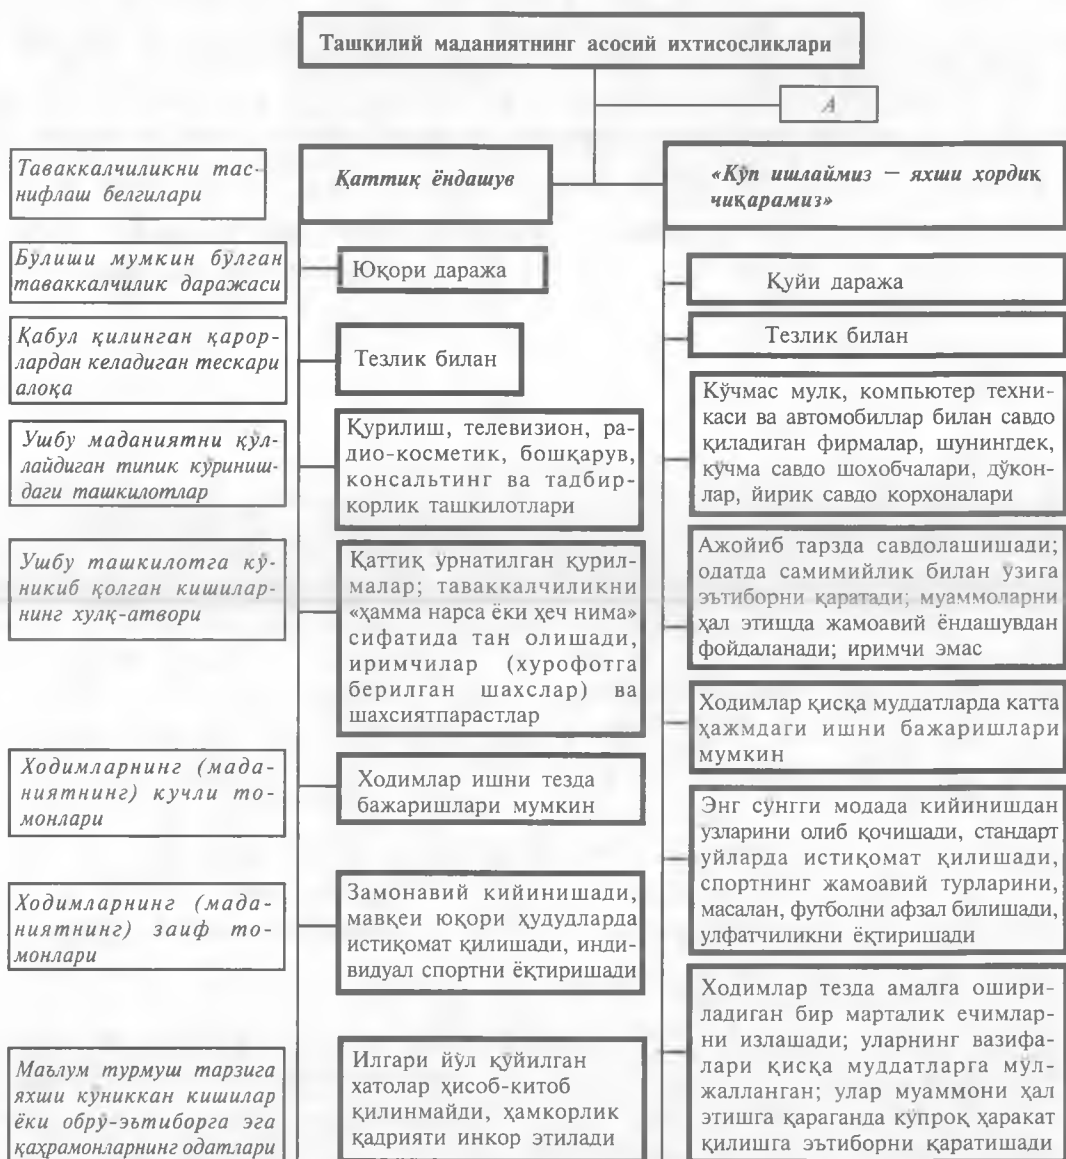 Ташкилий маданиятнинг асосий ихтисосликлари
А
Таваккалчиликни тас-
нифлаш белгилари
Қаттиқ ёндашув
«Кўп ишлаймиз — яхши хордиқ
чиқарамиз»
Бўлиши мумкин бўлган
таваккалчилик даражаси
Юқори даража
Қуйи даража
Қабул қилинган қарор-
лардан келадиган тескари
алоқа
Тезлик билан
Тезлик билан
Ушбу маданиятни қўл-
лайдиган типик кўриниш-
даги ташкилотлар
Қурилиш, телевизион, ра-
дио-косметик, бошқарув,
консалтинг ва тадбир-
корлик ташкилотлари
Кўчмас мулк, компьютер техни-
каси ва автомобиллар билан савдо
қиладиган фирмалар, шунингдек,
кўчма савдо шохобчалари, дўкон-
лар, йирик савдо корхоналари
Ушбу ташкилотга кў-
никиб қолган кишилар-
нинг хулқ-атвори
Қаттиқ ўрнатилган қурил-
малар; таваккалчиликни
«ҳамма нарса ёки ҳеч нима»
сифатида тан олишади,
иримчилар (хурофотга
берилган шахслар) ва
шахсиятпарастлар
Ажойиб тарзда савдолашишади;
одатда самимийлик билан ўзига
эътиборни қаратади; муаммоларни
ҳал этишда жамоавий ёндашувдан
фойдаланади; иримчи эмас
Ходимларнинг (мада-
ниятнинг) кучли то-
монлари
Ходимлар ишни тезда
бажаришлари мумкин
Ходимлар қисқа муддатларда катта
ҳажмдаги ишни бажаришлари
мумкин
Ходимларнинг (мада-
ниятнинг) заиф то-
монлари
Замонавий кийинишади,
мавқеи юқори ҳудудларда
истиқомат қилишади, инди-
видуал спортни ёқтиришади
Энг сўнгги модада кийинишдан
узларини олиб қочишади, стандарт
уйларда истиқомат қилишади,
спортнинг жамоавий турларини,
масалан, футболни афзал билишади,
улфатчиликни ёқтиришади
Маълум турмуш тарзига
яхши кўниккан кишилар
ёки обрў-эътиборга эга
қаҳрамонларнинг одатлари
Илгари йўл қўйилган
хатолар ҳисоб-китоб
қилинмайди, ҳамкорлик
қадрияти инкор этилади
Ходимлар тезда амалга ошири-
ладиган бир марталик ечимлар-
ни излашади; уларнинг вазифа-
лари қисқа муддатларга мўл-
жалланган; улар муаммони ҳал
этишга қараганда кўпроқ ҳаракат
қилишга эътиборни қаратишади